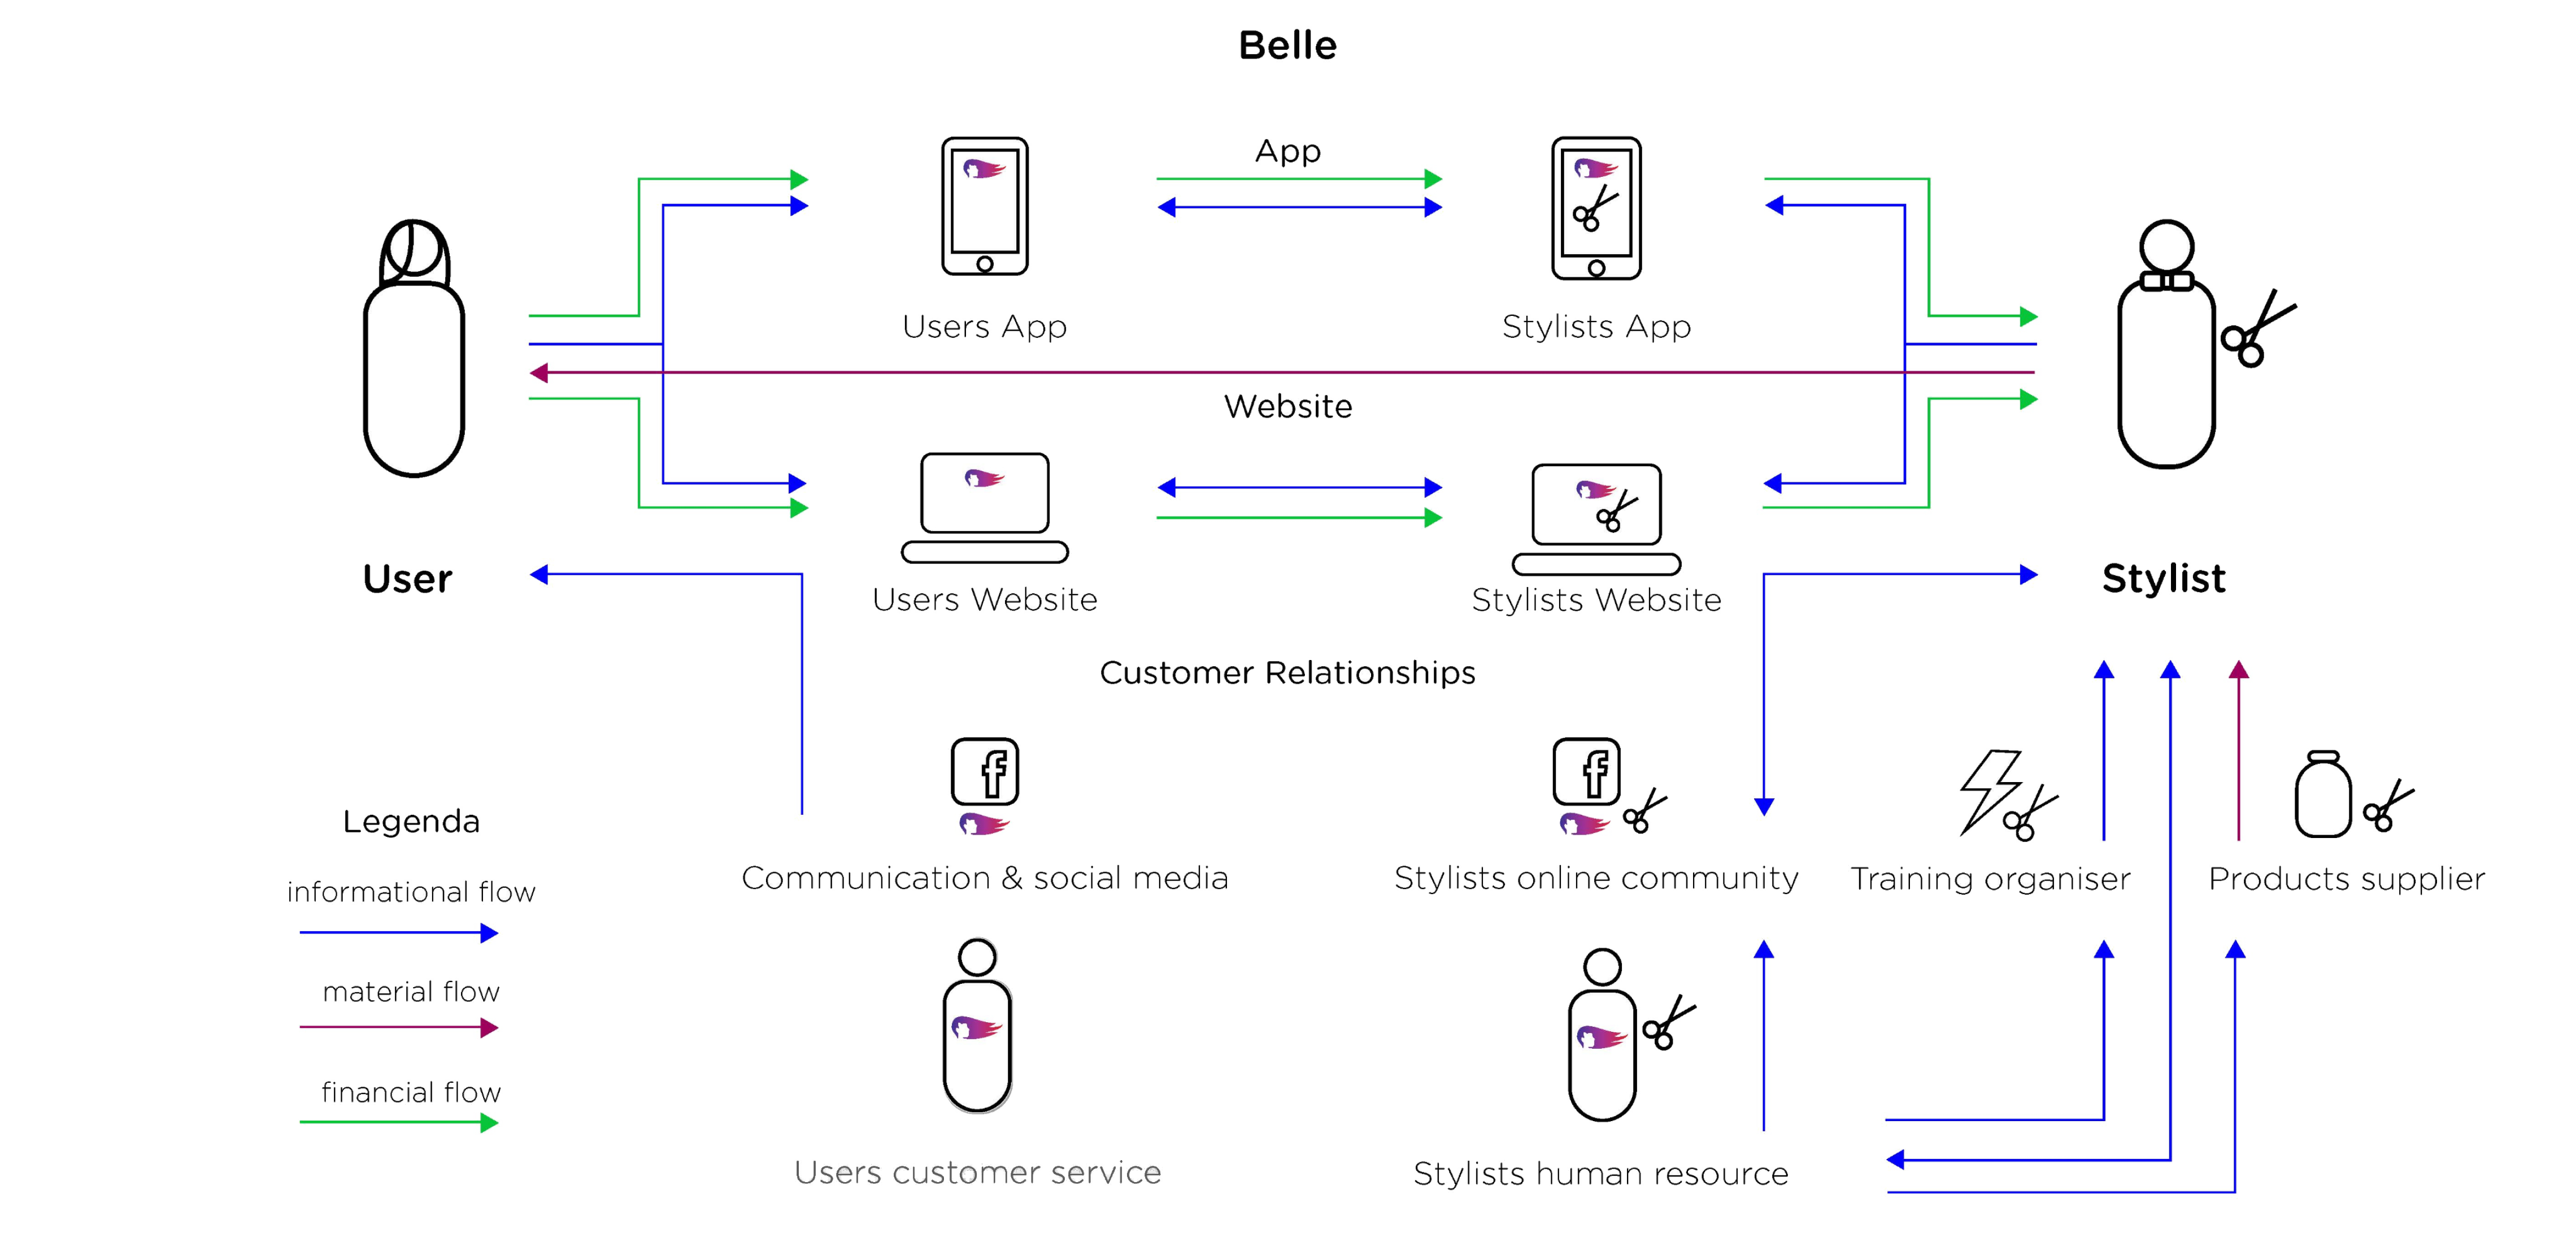 Belle
App
Users App
Stylists App
Website
User
Users Website
Stylists Website
Stylist
Customer Relationships
Legenda
informational flow
material flow
financial flow
Communication & social media
Stylists online community
Training organiser
Products supplier
Users customer service
Stylists human resource